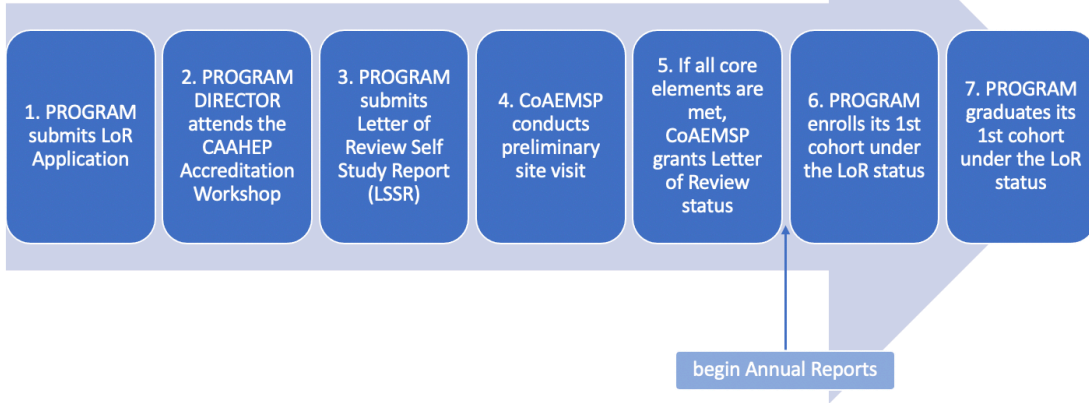 1. PROGRAM
submits LoR
Application
2. PROGRAM
DIRECTOR
attends the
CAAHEP
Accreditation
Workshop
3. PROGRAM
submits
Letter of
Review Self
Study Report
(LSSR)
4. CoAEMSP
conducts
preliminary
site visit
5. If all core
elements are
met,
CoAEMSP
grants Letter
of Review
status
6. PROGRAM
enrolls its 1st
cohort under
the LoR status
7. PROGRAM
graduates its
1st cohort
under the LoR
status
begin Annual Reports